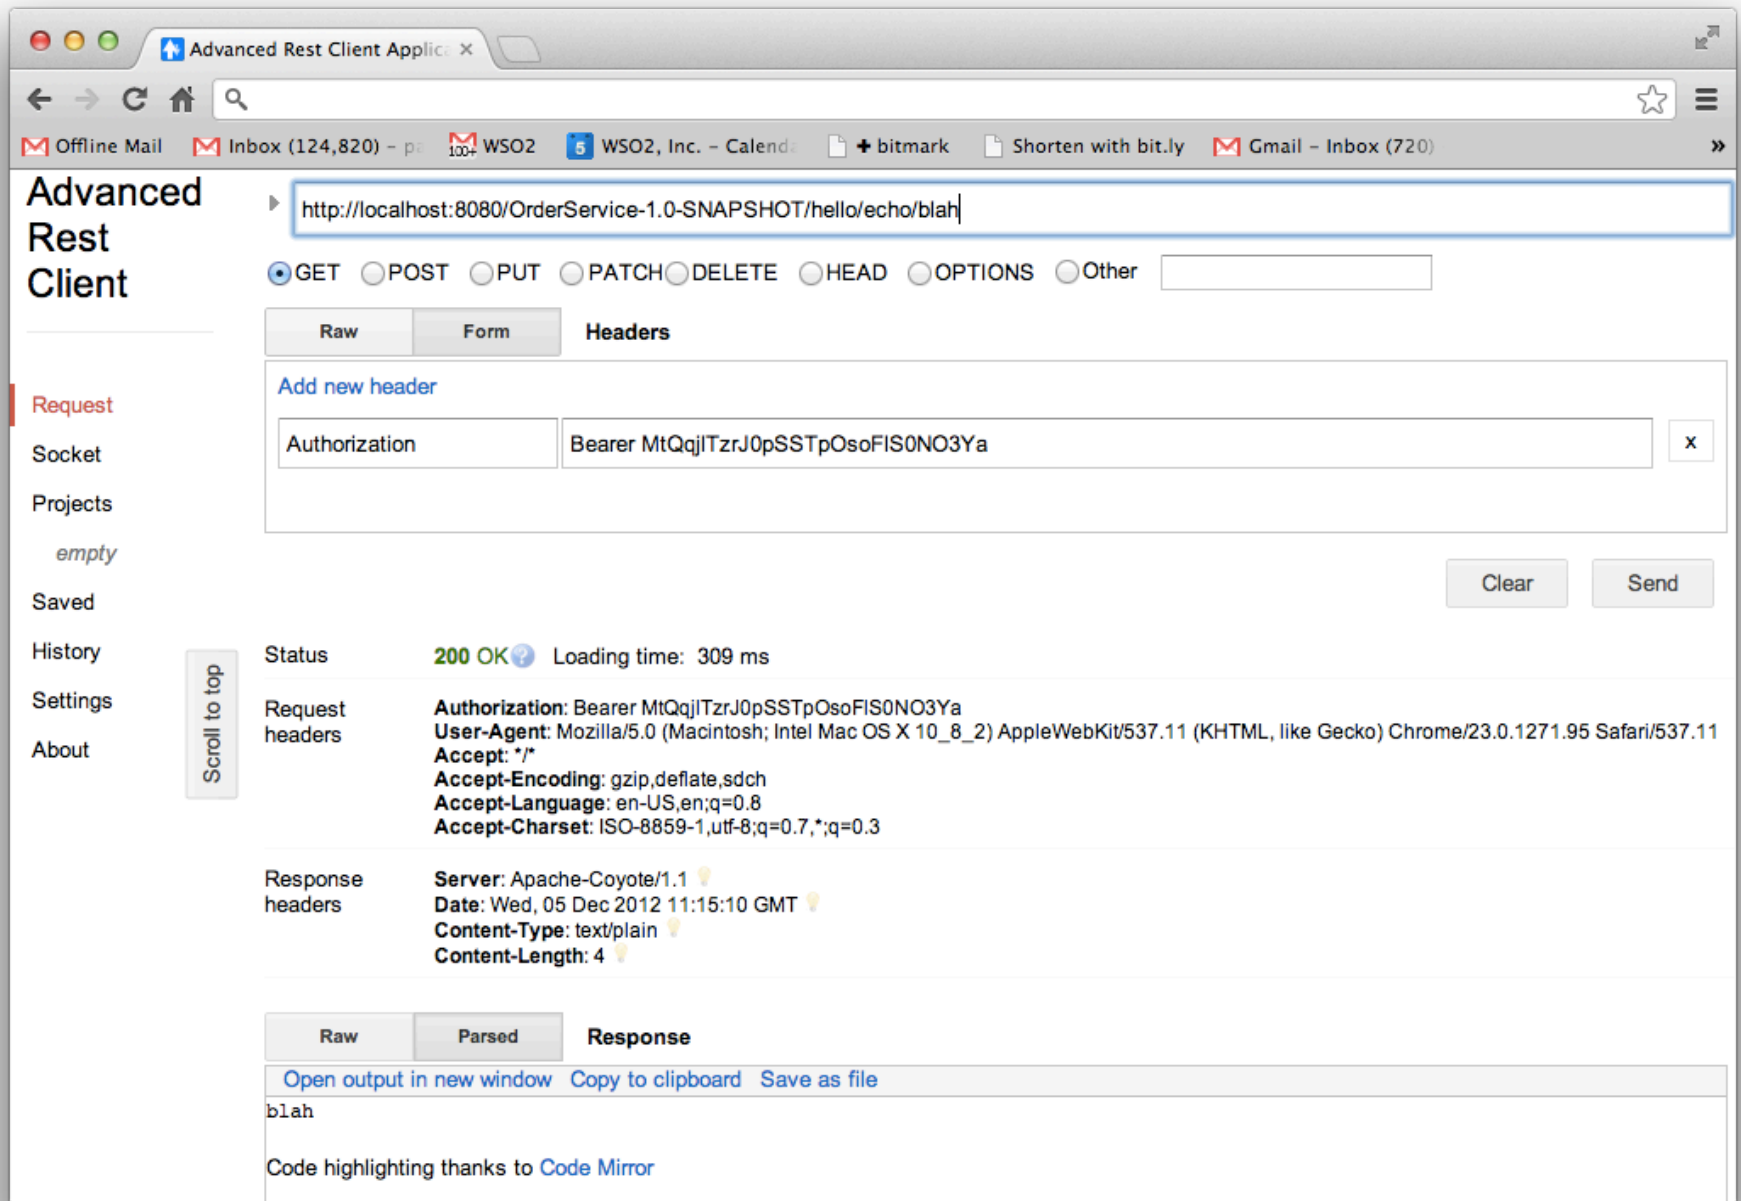 Advanced Rest Client Applic
Offline Mail Inbox (124,820) – pa 100+ WSO2 5 WSO2, Inc. – Calenda + bitmark Shorten with bit.ly Gmail – Inbox (720) »
Advanced
Rest
Client
http://localhost:8080/OrderService-1.0-SNAPSHOT/hello/echo/blah
GET POST PUT PATCH DELETE HEAD OPTIONS Other
Raw Form Headers
Add new header
Authorization Bearer MtQqjlTzrJ0pSSTpOsoFlS0NO3Ya x
Request
Socket
Projects
empty
Saved
History
Settings
About
Scroll to top
Clear Send
Status 200 OK ? Loading time: 309 ms
Request headers
Authorization: Bearer MtQqjlTzrJ0pSSTpOsoFlS0NO3Ya
User-Agent: Mozilla/5.0 (Macintosh; Intel Mac OS X 10_8_2) AppleWebKit/537.11 (KHTML, like Gecko) Chrome/23.0.1271.95 Safari/537.11
Accept: */*
Accept-Encoding: gzip,deflate,sdch
Accept-Language: en-US,en;q=0.8
Accept-Charset: ISO-8859-1,utf-8;q=0.7,*;q=0.3
Response headers
Server: Apache-Coyote/1.1
Date: Wed, 05 Dec 2012 11:15:10 GMT
Content-Type: text/plain
Content-Length: 4
Raw Parsed Response
Open output in new window Copy to clipboard Save as file
blah
Code highlighting thanks to Code Mirror